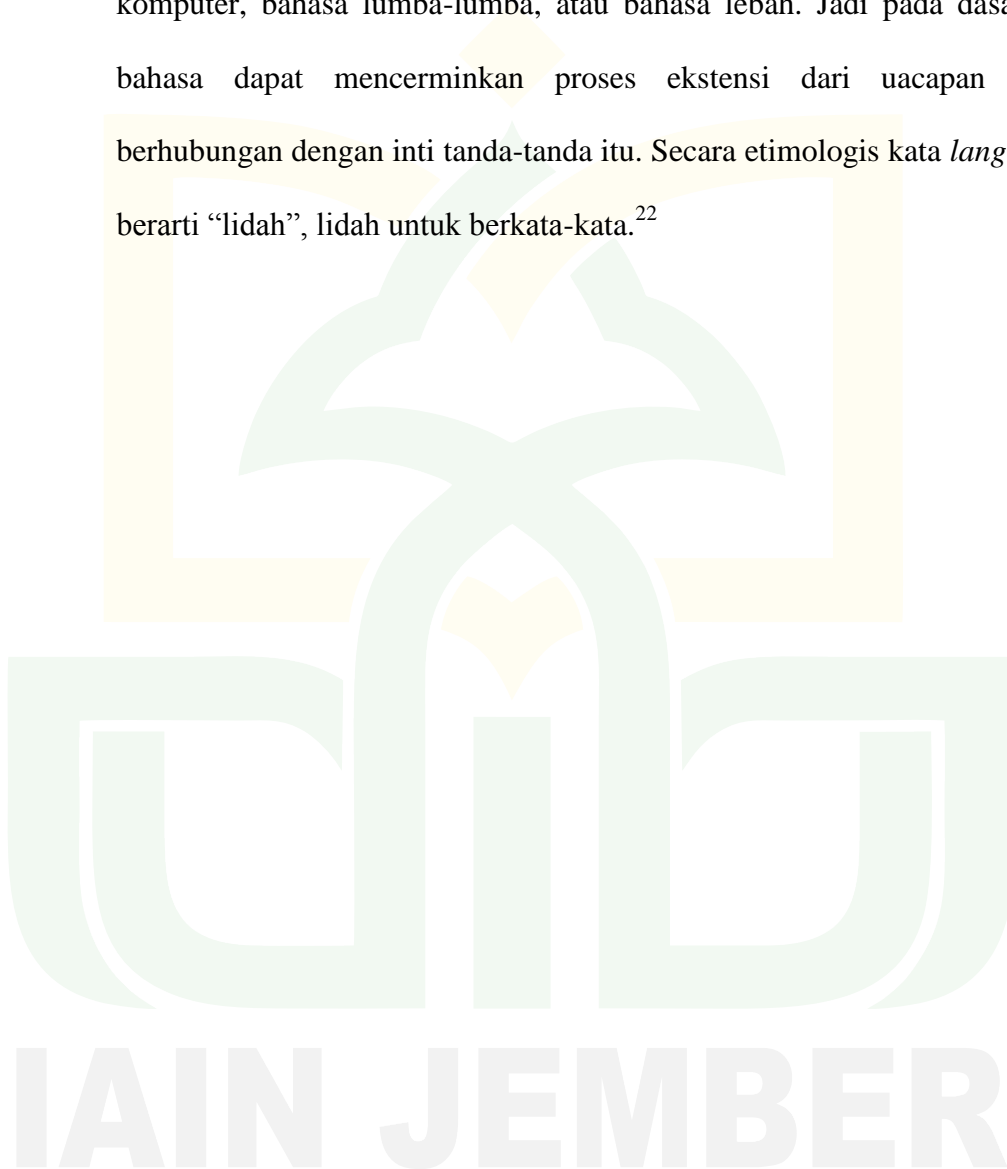 komputer, bahasa lumba-lumba, atau bahasa lebah. Jadi pada dasa
bahasa dapat mencerminkan proses ekstensi dari uacapan
berhubungan dengan inti tanda-tanda itu. Secara etimologis kata lang
berarti “lidah”, lidah untuk berkata-kata.22
IAIN JEMBER